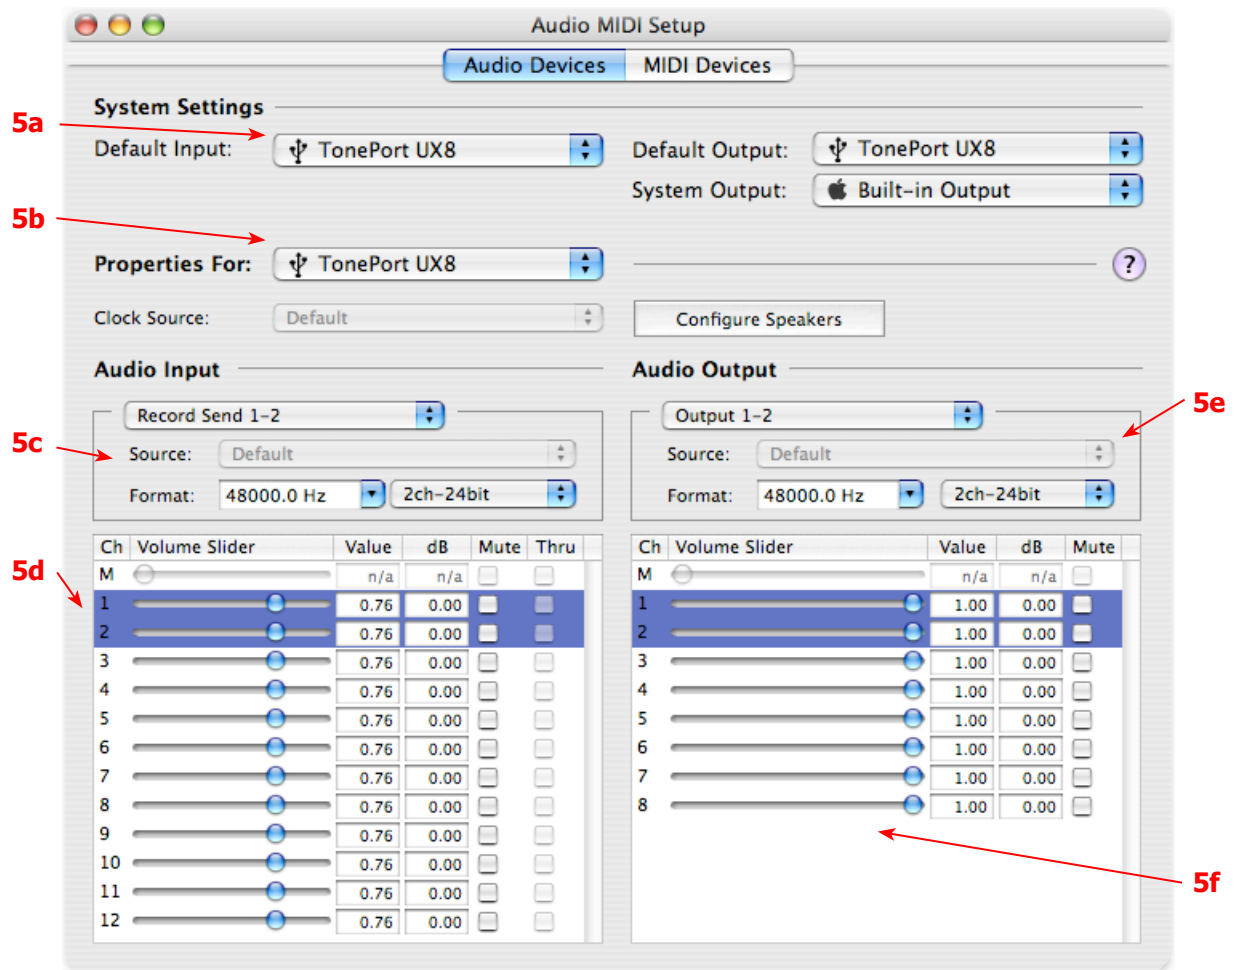 Audio MIDI Setup
Audio Devices MIDI Devices
System Settings
5a
Default Input: TonePort UX8 Default Output: TonePort UX8
System Output: Built-in Output
5b
Properties For: TonePort UX8 ?
Clock Source: Default Configure Speakers
Audio Input Audio Output
5e
Record Send 1-2 Output 1-2
5c
Source: Default Source: Default
Format: 48000.0 Hz 2ch-24bit Format: 48000.0 Hz 2ch-24bit
Ch Volume Slider Value dB Mute Thru Ch Volume Slider Value dB Mute
5d
M n/a n/a M n/a n/a
1 0.76 0.00 1 1.00 0.00
2 0.76 0.00 2 1.00 0.00
3 0.76 0.00 3 1.00 0.00
4 0.76 0.00 4 1.00 0.00
5 0.76 0.00 5 1.00 0.00
6 0.76 0.00 6 1.00 0.00
7 0.76 0.00 7 1.00 0.00
8 0.76 0.00 8 1.00 0.00
9 0.76 0.00
10 0.76 0.00
11 0.76 0.00
5f
12 0.76 0.00